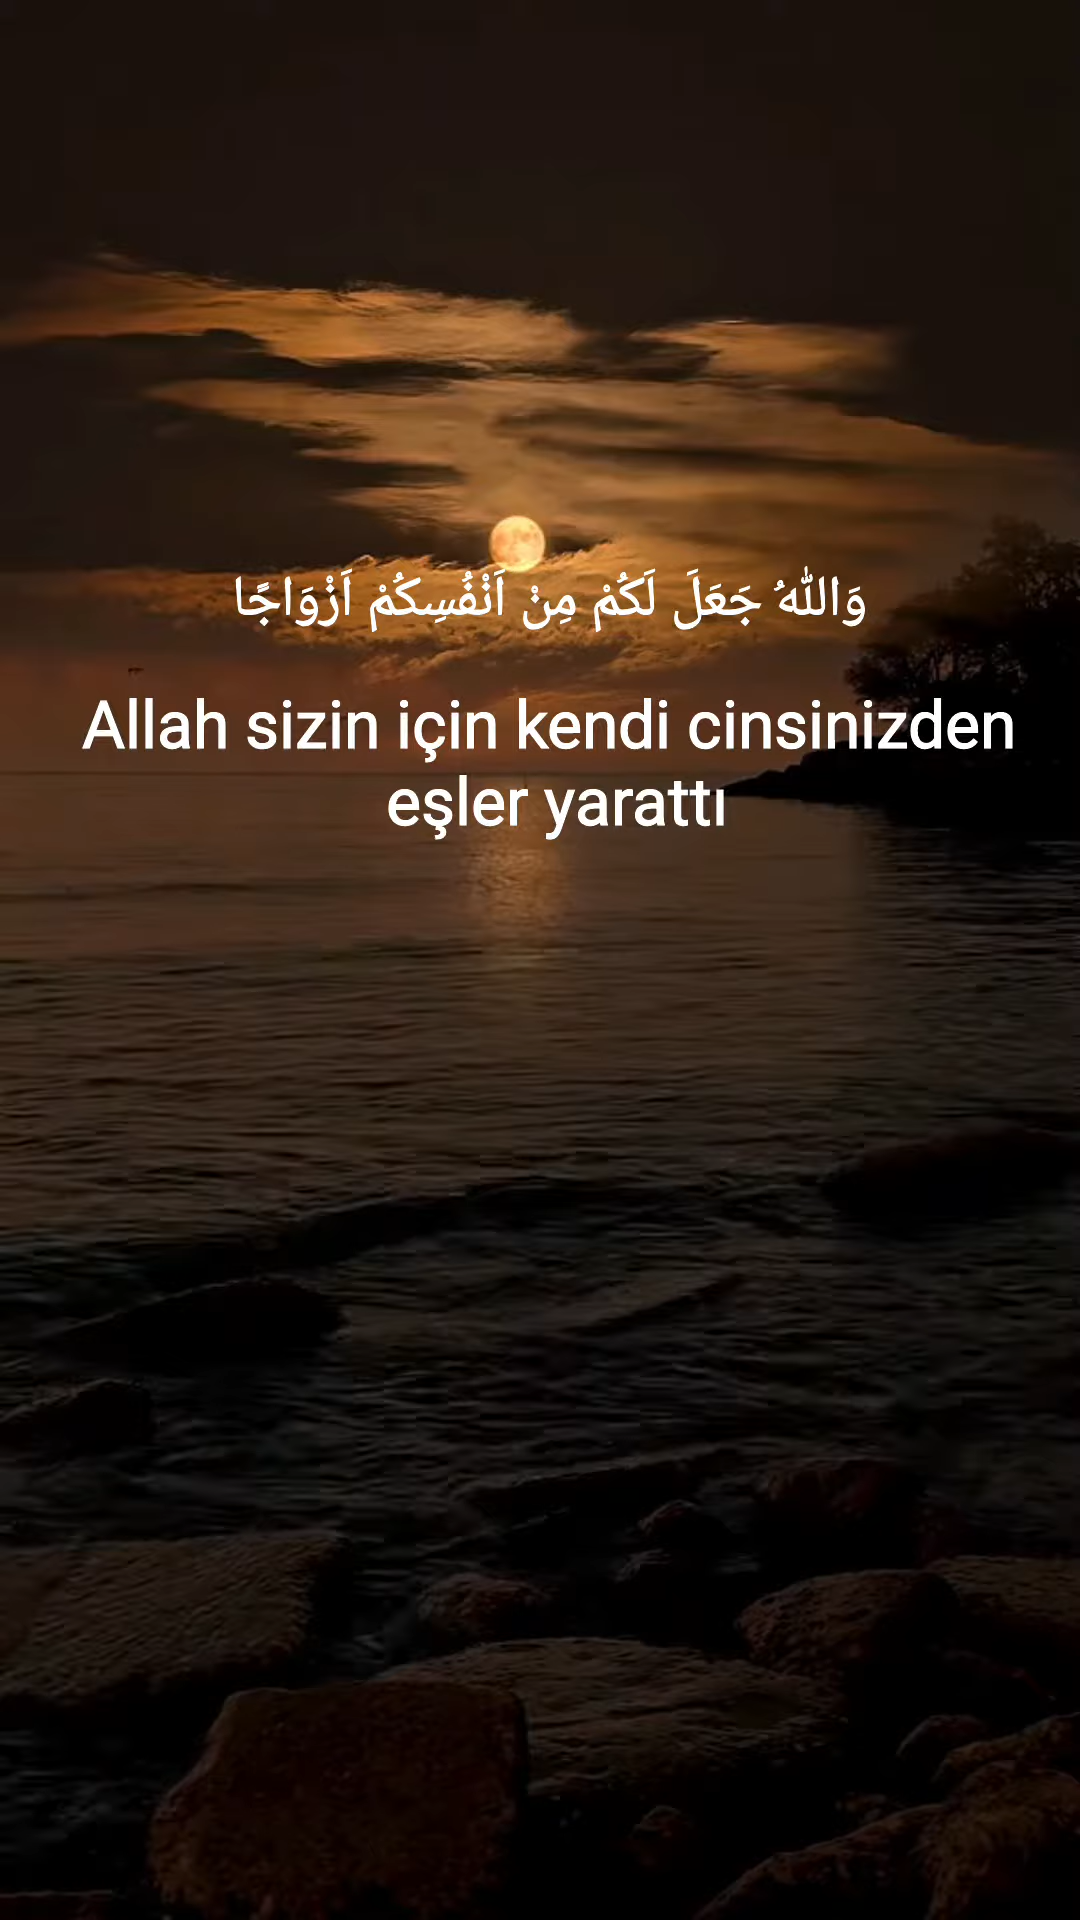 وَاللّٰهُ جَعَلَ لَكُمْ مِنْ اَنْفُسِكُمْ اَزْوَاجًا
Allah sizin için kendi cinsinizden
eşler yarattı